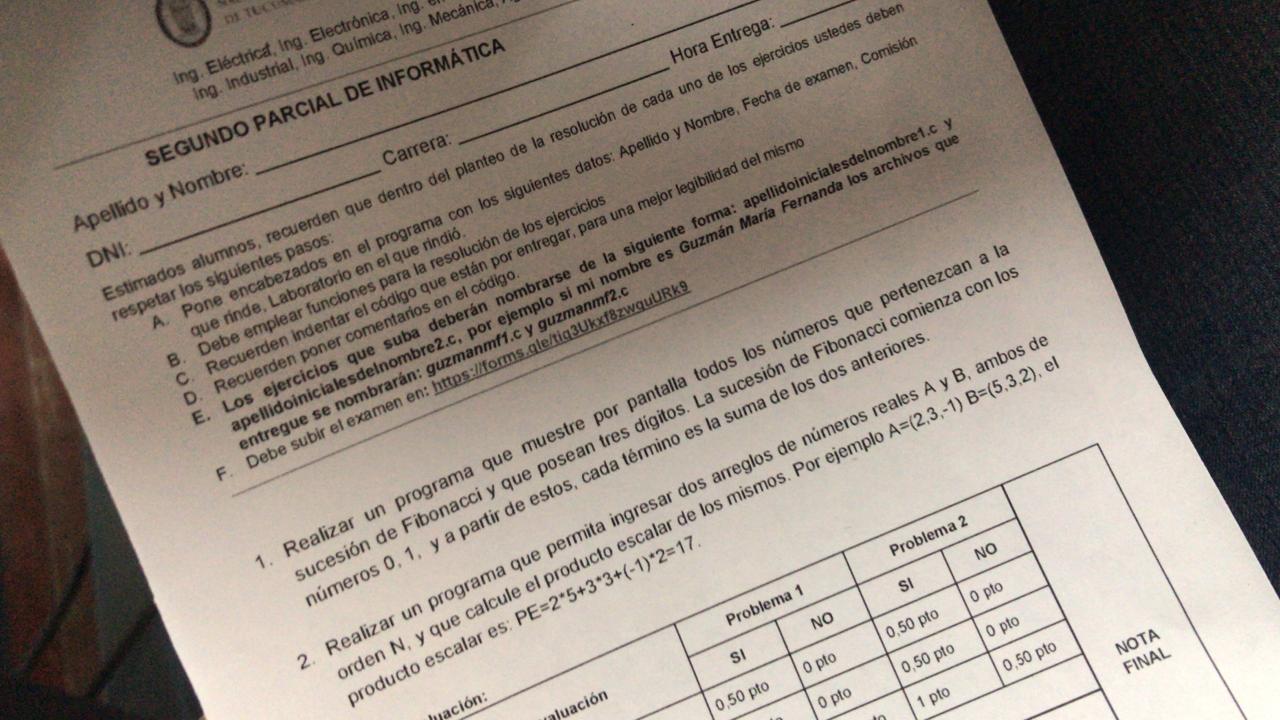 DE TUCUM
Ing. Eléctrica, Ing. Electrónica, Ing. en
Ing. Industrial, Ing. Química, Ing. Mecánica,
SEGUNDO PARCIAL DE INFORMÁTICA
Apellido y Nombre: Carrera: Hora Entrega:
DNI:
Estimados alumnos, recuerden que dentro del planteo de la resolución de cada uno de los ejercicios ustedes deben
respetar los siguientes pasos:
A. Pone encabezados en el programa con los siguientes datos: Apellido y Nombre, Fecha de examen, Comisión
que rinde, Laboratorio en el que rindió.
B. Debe emplear funciones para la resolución de los ejercicios
C. Recuerden indentar el código que están por entregar, para una mejor legibilidad del mismo
D. Recuerden poner comentarios en el código.
E. Los ejercicios que suba deberán nombrarse de la siguiente forma: apellidoinicialesdelnombre1.c y
apellidoinicialesdelnombre2.c, por ejemplo si mi nombre es Guzmán María Fernanda los archivos que
entregue se nombrarán: guzmanmf1.c y guzmanmf2.c
F. Debe subir el examen en: https://forms.gle/tiq3Ukxf8zwquURk9
1. Realizar un programa que muestre por pantalla todos los números que pertenezcan a la
sucesión de Fibonacci y que posean tres dígitos. La sucesión de Fibonacci comienza con los
números 0, 1, y a partir de estos, cada término es la suma de los dos anteriores.
2. Realizar un programa que permita ingresar dos arreglos de números reales A y B, ambos de
orden N, y que calcule el producto escalar de los mismos. Por ejemplo A=(2,3,-1) B=(5,3,2), el
producto escalar es: PE=2*5+3*3+(-1)*2=17.
Problema 1 Problema 2
luación: SI NO SI NO
valuación 0,50 pto 0 pto 0,50 pto 0 pto
0 pto 0,50 pto 0 pto
1 pto 0,50 pto
NOTA
FINAL